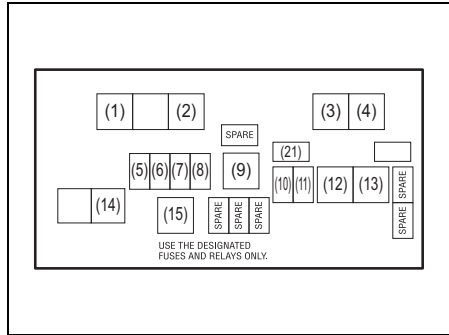 (1) (2) (3) (4)
SPARE
(21)
(5) (6) (7) (8) (9)
(10) (11) (12) (13)
SPARE
(14) (15)
SPARE SPARE SPARE
SPARE
USE THE DESIGNATED
FUSES AND RELAYS ONLY.